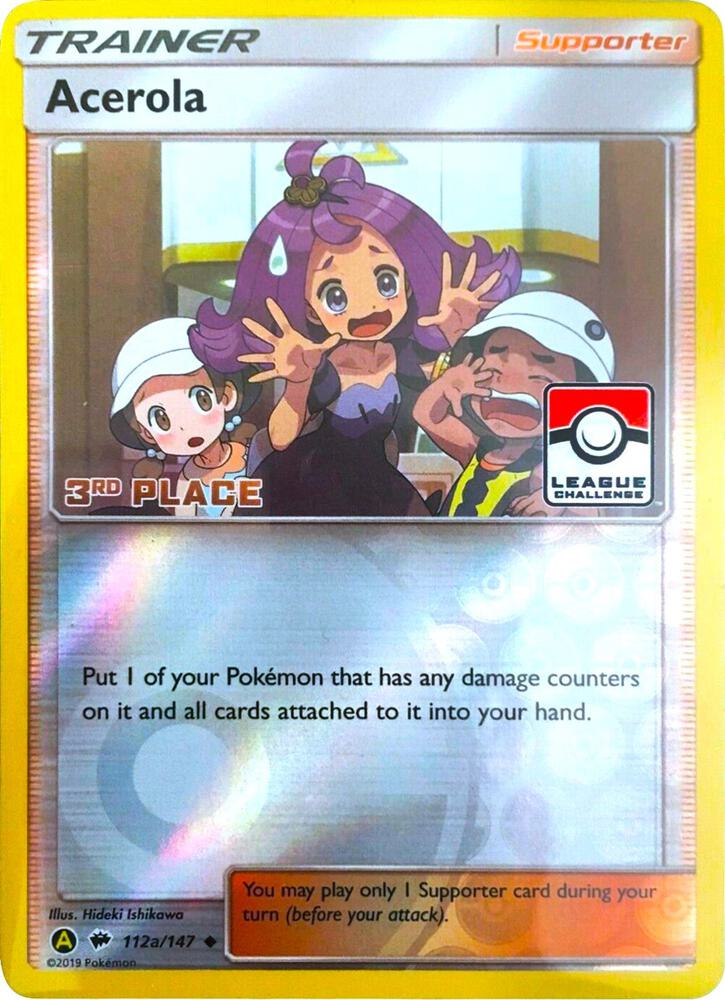 TRAINER
Supporter
Acerola
3RD PLACE
LEAGUE
CHALLENGE
Put 1 of your Pokémon that has any damage counters
on it and all cards attached to it into your hand.
You may play only 1 Supporter card during your
turn (before your attack).
Illus. Hideki Ishikawa
A 112a/147
©2019 Pokémon